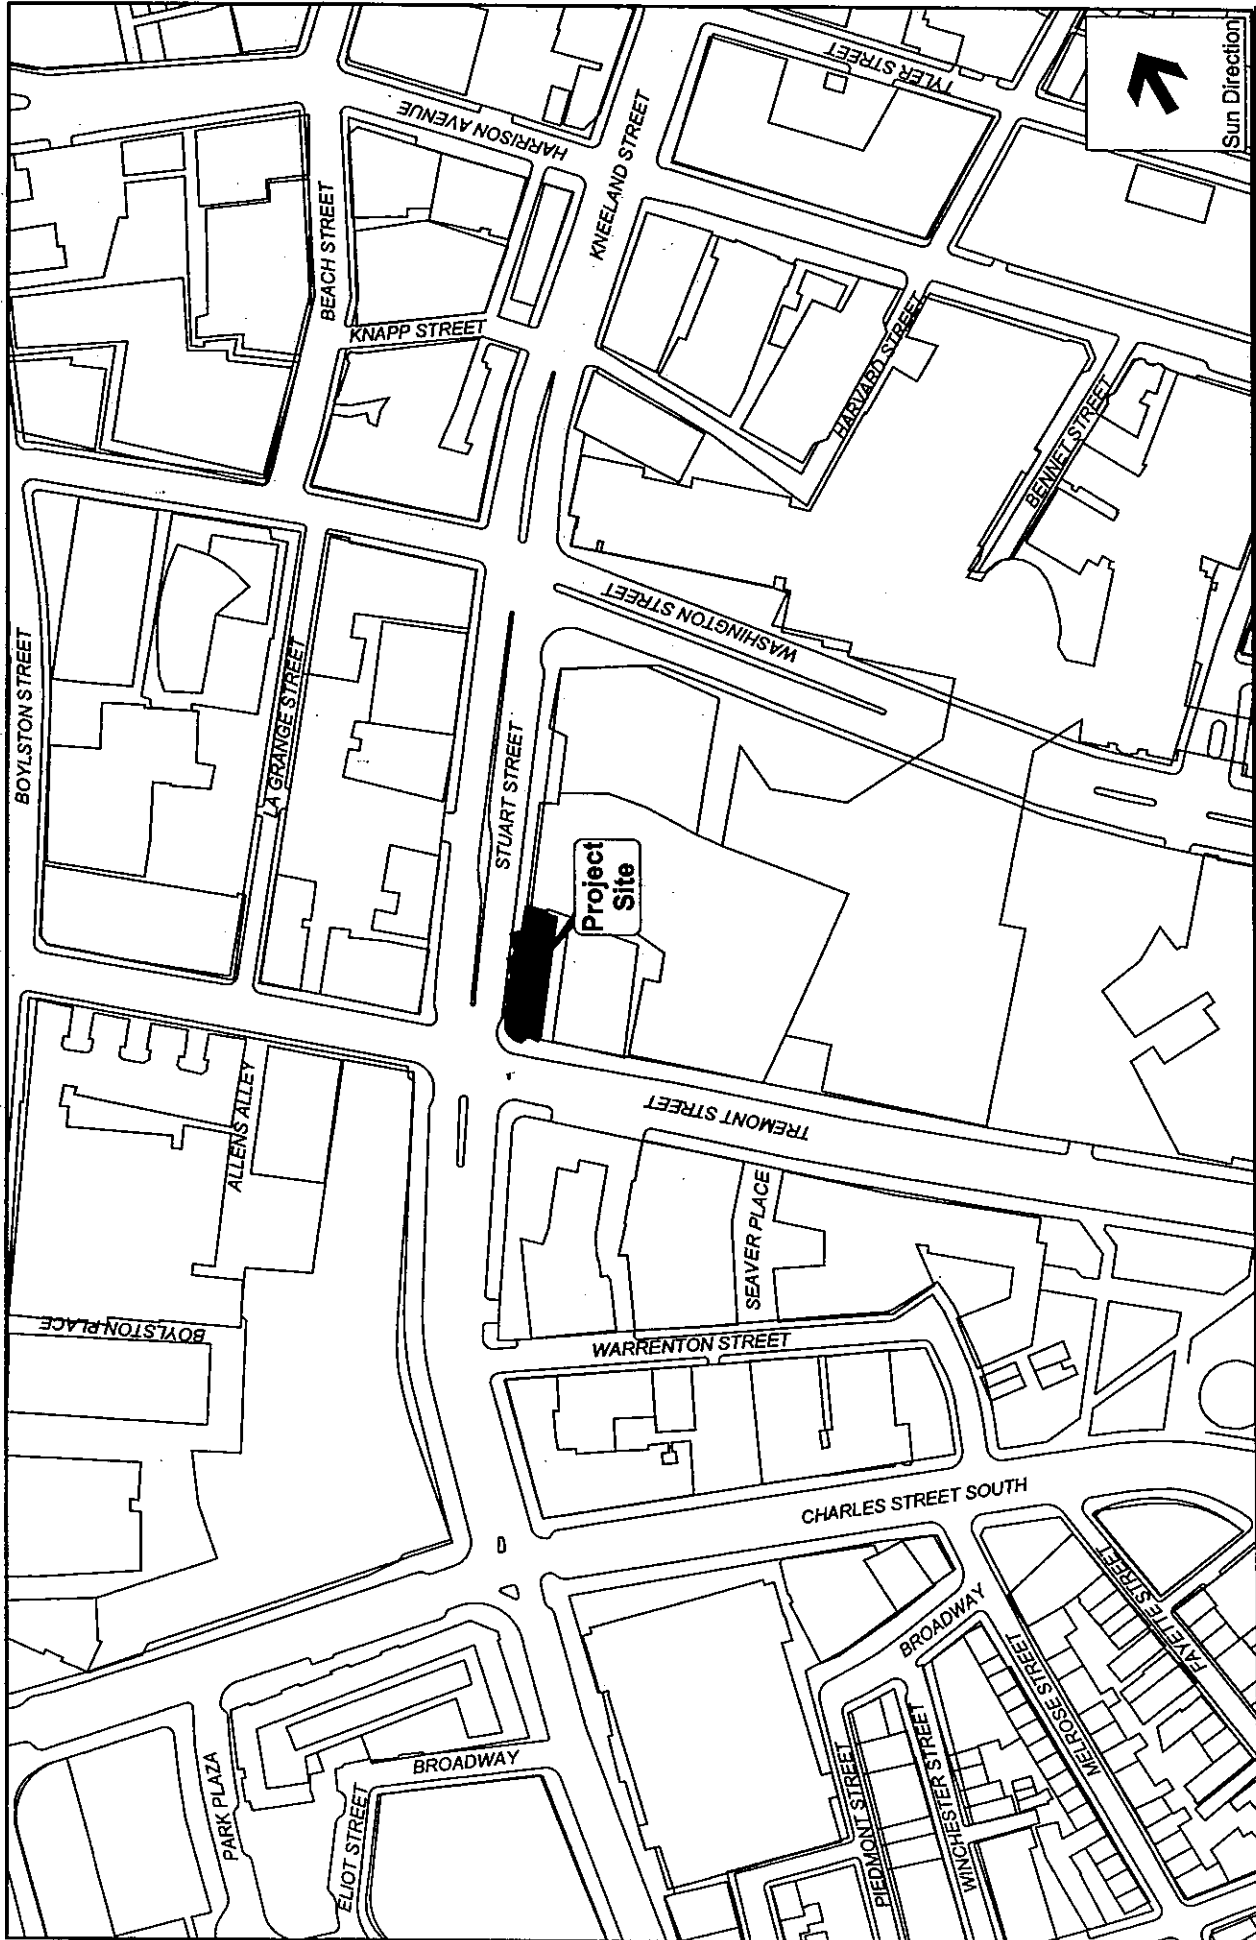 BOYLSTON STREET
BEACH STREET
KNAPP STREET
HARRISON AVENUE
KNEELAND STREET
TYLER STREET
Sun Direction
LA GRANGE STREET
STUART STREET
WASHINGTON STREET
HARVARD STREET
BENNET STREET
Project
Site
ALLENS ALLEY
TREMONT STREET
BOYLSTON PLACE
SEAVER PLACE
WARRENTON STREET
CHARLES STREET SOUTH
PARK PLAZA
ELIOT STREET
BROADWAY
BROADWAY
PIEDMONT STREET
WINCHESTER STREET
MELROSE STREET
FAYETTE STREET